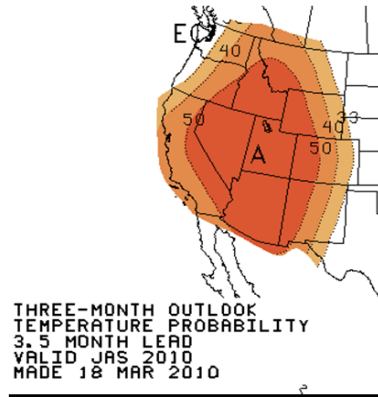 EC
40
33
50
40
50
A
THREE-MONTH OUTLOOK
TEMPERATURE PROBABILITY
3.5 MONTH LEAD
VALID JAS 2010
MADE 18 MAR 2010